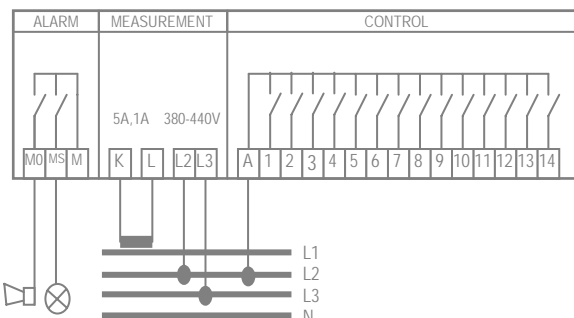 ALARM MEASUREMENT CONTROL
5A,1A 380-440V
M0 MS M K L L2 L3 A 1 2 3 4 5 6 7 8 9 10 11 12 13 14
L1
L2
L3
N